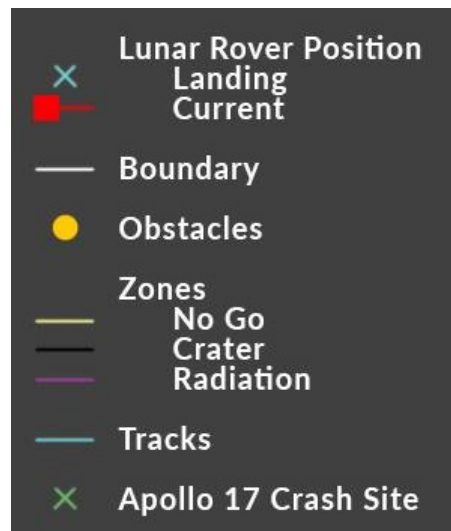 Lunar Rover Position
Landing
Current
Boundary
Obstacles
Zones
No Go
Crater
Radiation
Tracks
Apollo 17 Crash Site